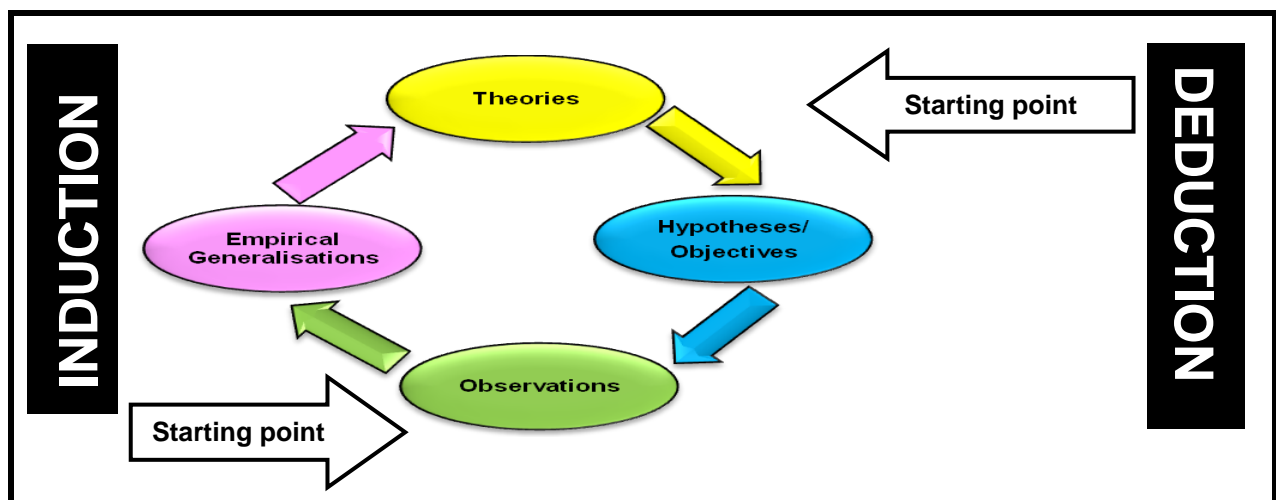 INDUCTION
Theories
Starting point
DEDUCTION
Hypotheses/
Objectives
Empirical
Generalisations
Observations
Starting point